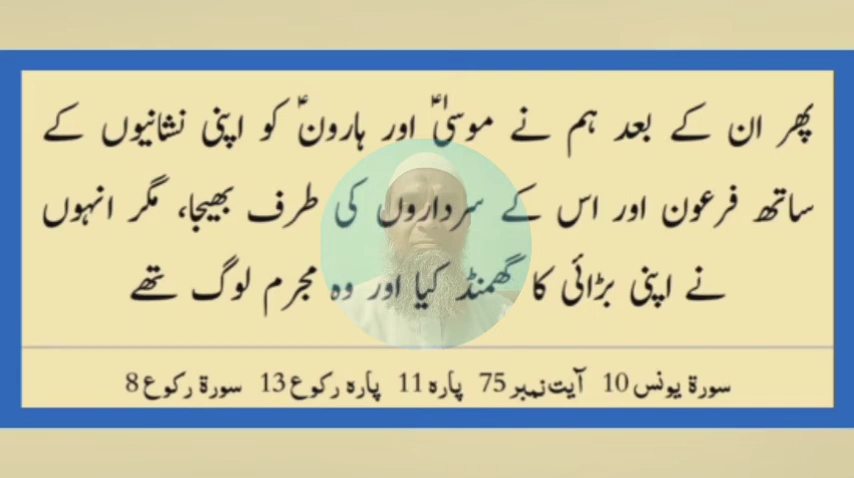 پھر ان کے بعد ہم نے موسیٰؑ اور ہارونؑ کو اپنی نشانیوں کے
ساتھ فرعون اور اس کے سرداروں کی طرف بھیجا، مگر انہوں
نے اپنی بڑائی کا گھمنڈ کیا اور وہ مجرم لوگ تھے
سورۃ یونس 10 آیت نمبر 75 پارہ 11 پارہ رکوع 13 سورۃ رکوع 8